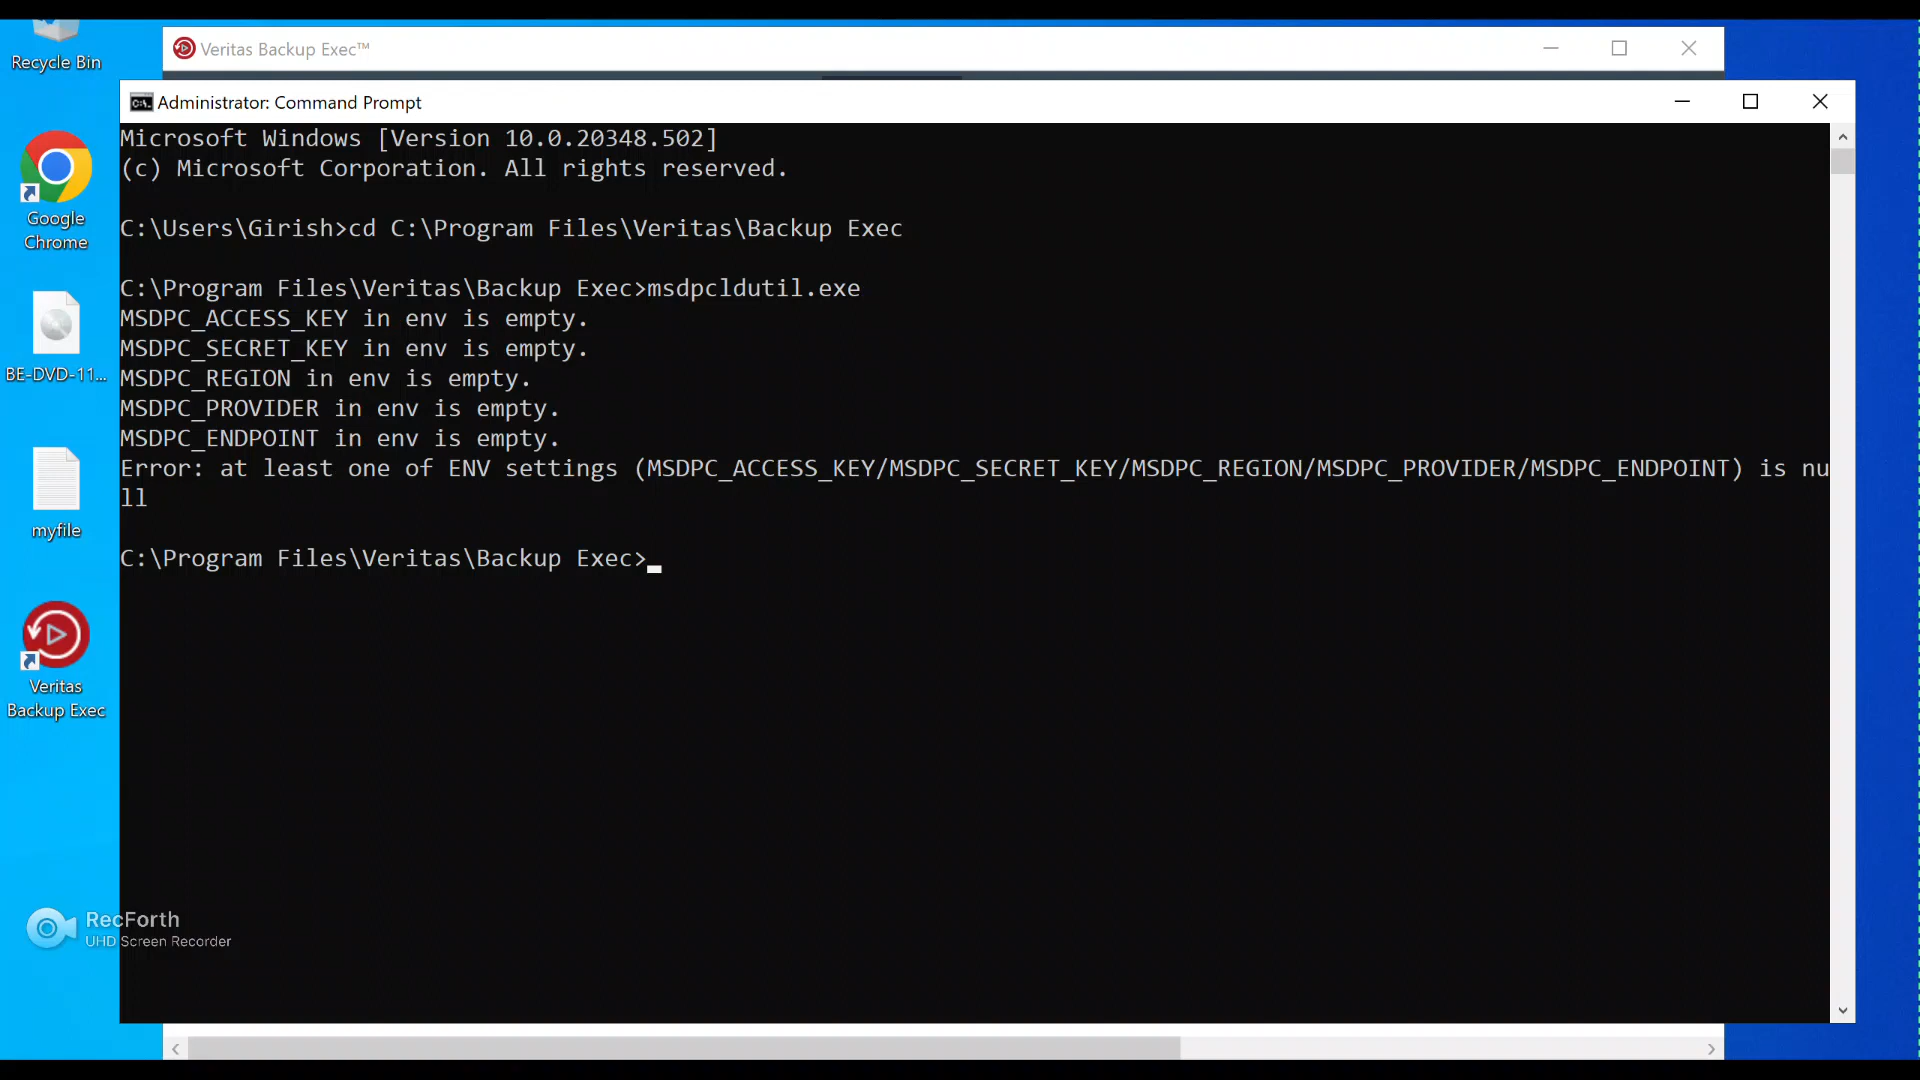 Recycle Bin
Veritas Backup Exec™
Administrator: Command Prompt
Microsoft Windows [Version 10.0.20348.502]
(c) Microsoft Corporation. All rights reserved.
C:\Users\Girish>cd C:\Program Files\Veritas\Backup Exec
C:\Program Files\Veritas\Backup Exec>msdpcldutil.exe
MSDPC_ACCESS_KEY in env is empty.
MSDPC_SECRET_KEY in env is empty.
MSDPC_REGION in env is empty.
MSDPC_PROVIDER in env is empty.
MSDPC_ENDPOINT in env is empty.
Error: at least one of ENV settings (MSDPC_ACCESS_KEY/MSDPC_SECRET_KEY/MSDPC_REGION/MSDPC_PROVIDER/MSDPC_ENDPOINT) is nu
ll
C:\Program Files\Veritas\Backup Exec>
Google
Chrome
BE-DVD-11...
myfile
Veritas
Backup Exec
RecForth
UHD Screen Recorder